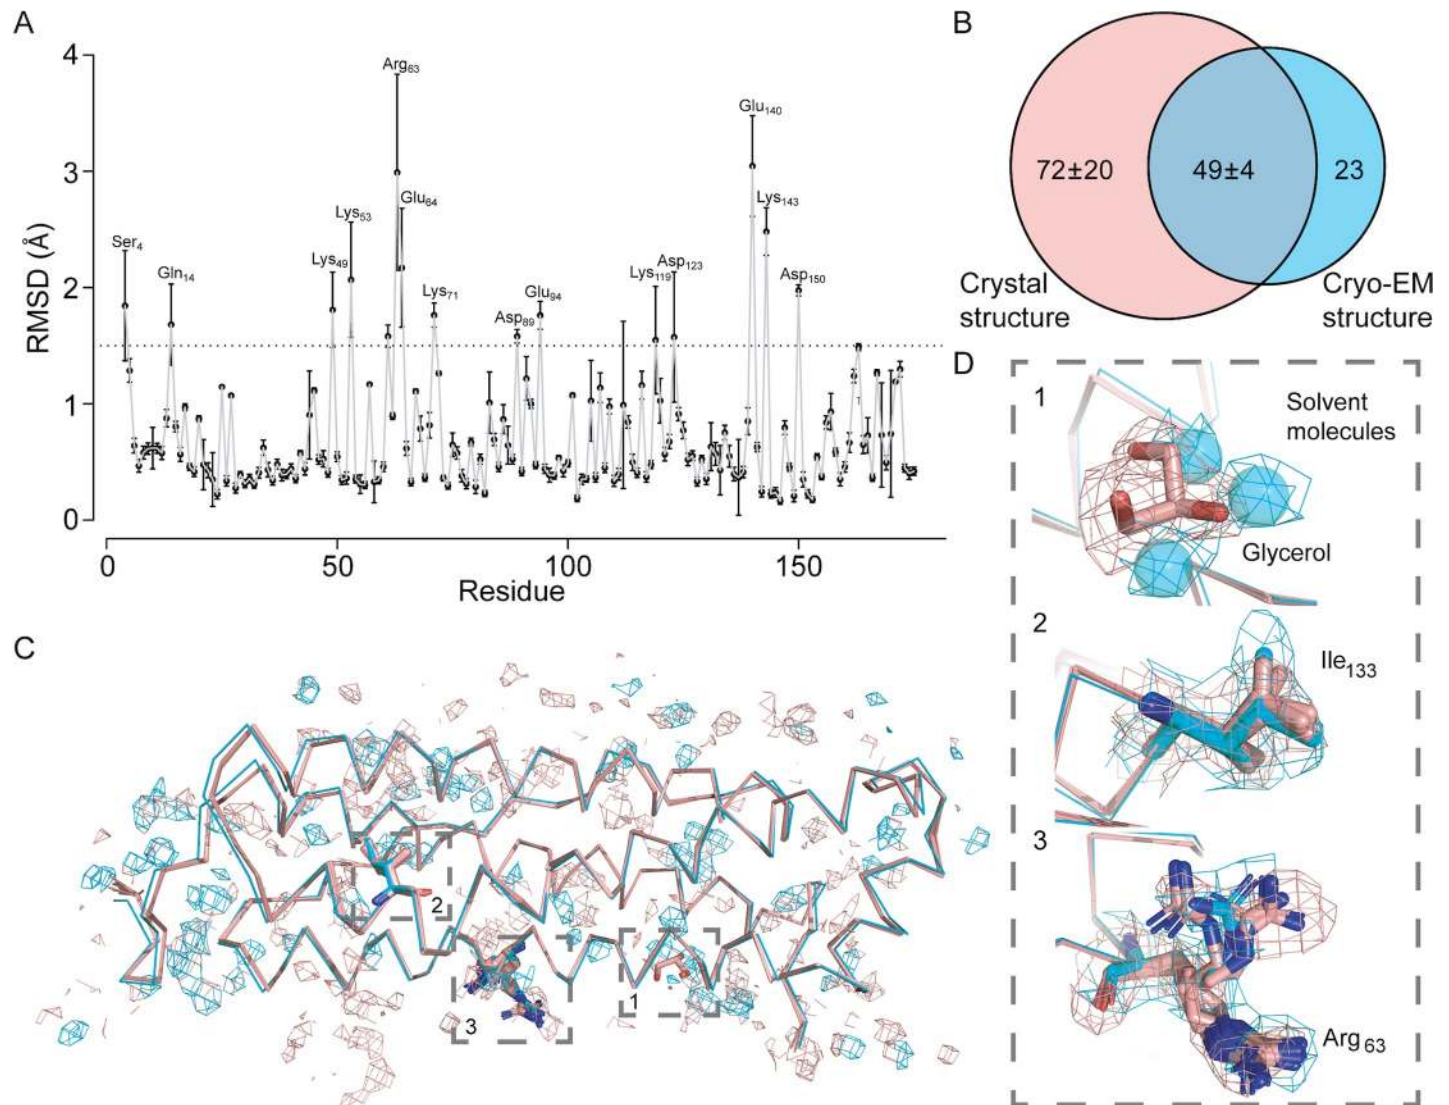 A
4
3
2
1
0
RMSD (Å)
Ser4
Gln14
Lys49
Lys53
Arg63
Glu64
Lys71
Asp89
Glu94
Lys119
Asp123
Glu140
Lys143
Asp150
0
50
100
150
Residue
B
72±20
49±4
23
Crystal
structure
Cryo-EM
structure
C
2
3
1
D
1
Solvent
molecules
Glycerol
2
Ile133
3
Arg63